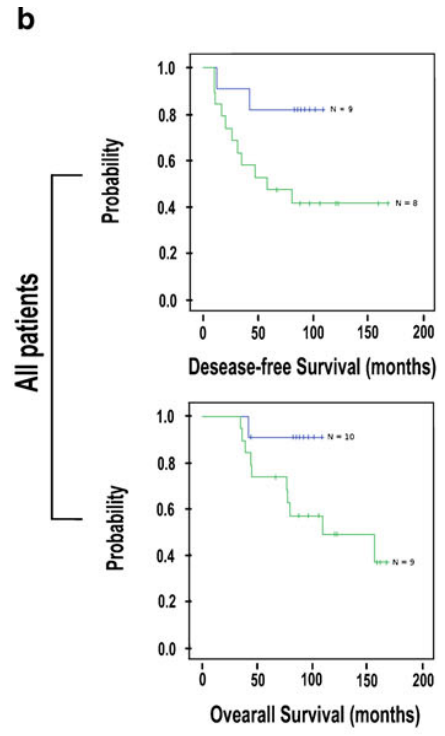 b
All patients
Probability
1.0
0.8
0.6
0.4
0.2
0.0
N = 9
N = 8
0 50 100 150 200
Desease-free Survival (months)
Probability
1.0
0.8
0.6
0.4
0.2
0.0
N = 10
N = 9
0 50 100 150 200
Ovearall Survival (months)